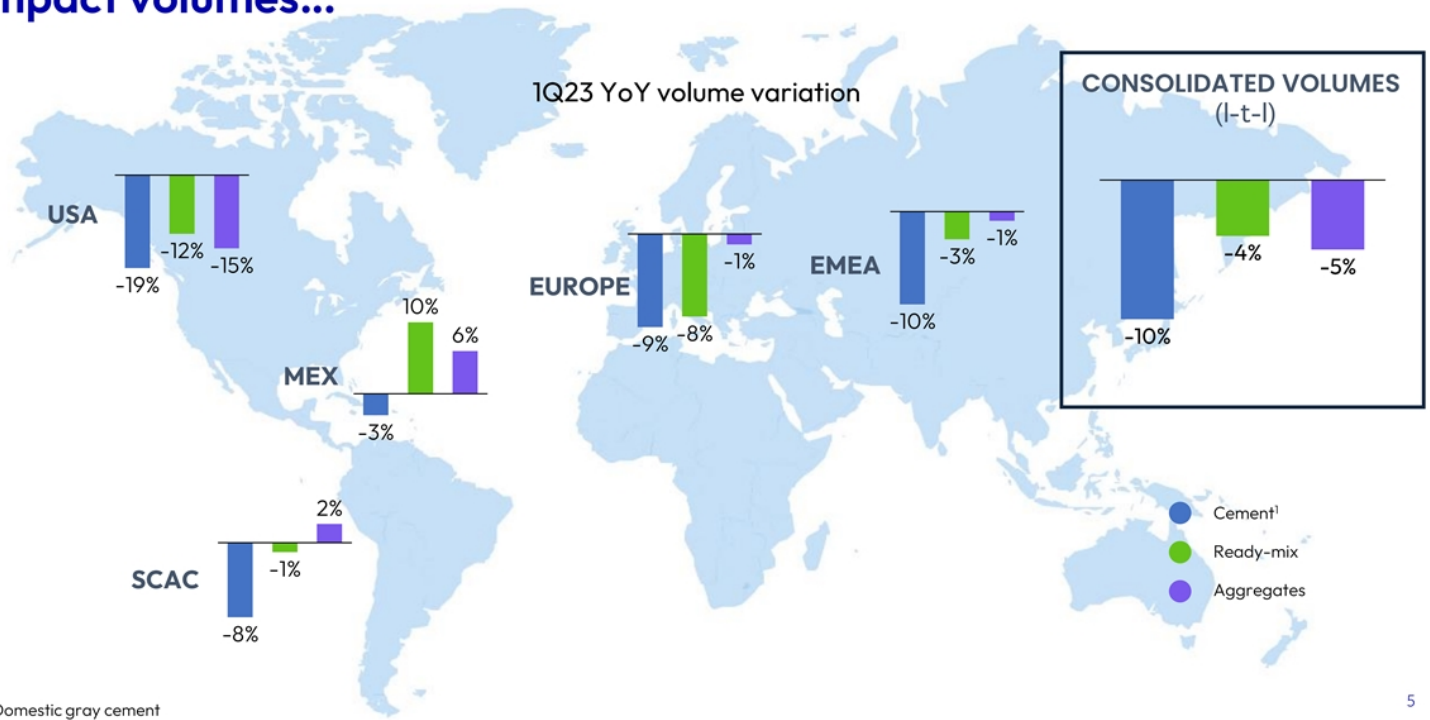 volumes...
1Q23 YoY volume variation
CONSOLIDATED VOLUMES
(l-t-l)
USA
-19%
-12%
-15%
MEX
-3%
10%
6%
SCAC
-8%
-1%
2%
EUROPE
-9%
-8%
-1%
EMEA
-10%
-3%
-1%
-10%
-4%
-5%
Cement¹
Ready-mix
Aggregates
Domestic gray cement
5